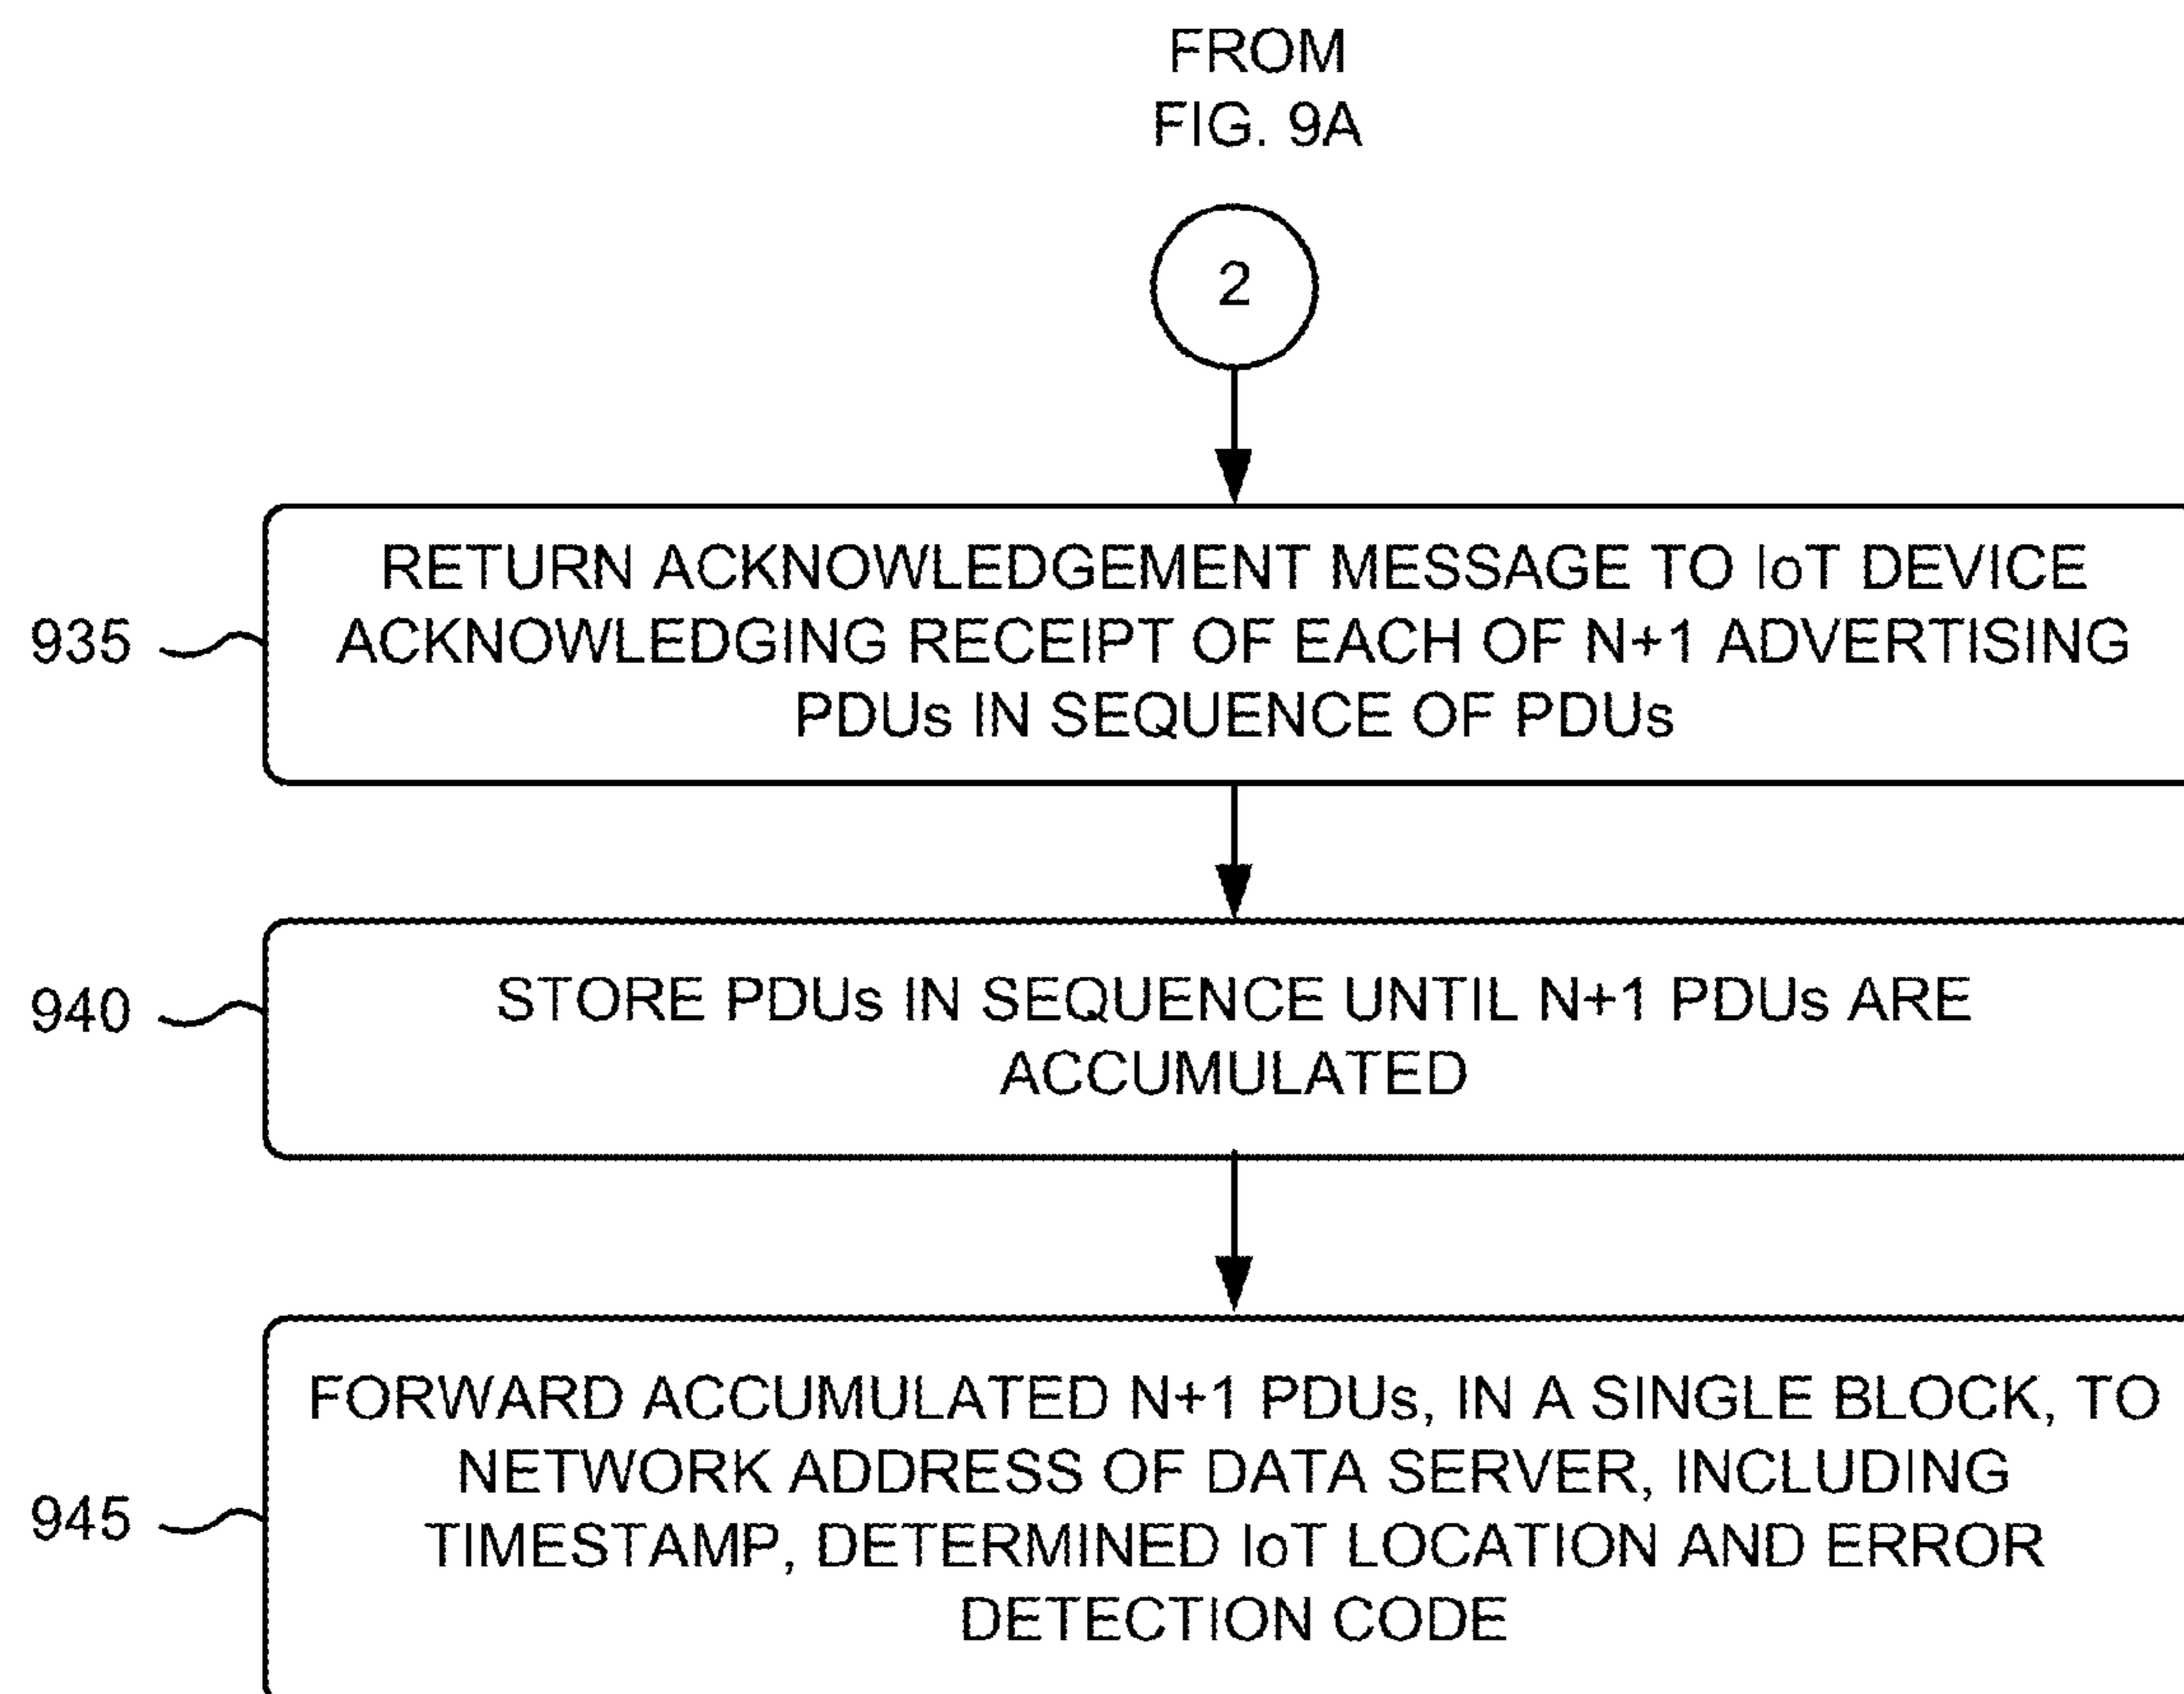 FROM
FIG. 9A
2
RETURN ACKNOWLEDGEMENT MESSAGE TO IoT DEVICE
935
ACKNOWLEDGING RECEIPT OF EACH OF N+1 ADVERTISING
PDUs IN SEQUENCE OF PDUs
940
STORE PDUs IN SEQUENCE UNTIL N+1 PDUs ARE
ACCUMULATED
FORWARD ACCUMULATED N+1 PDUs, IN A SINGLE BLOCK, TO
NETWORK ADDRESS OF DATA SERVER, INCLUDING
945
TIMESTAMP, DETERMINED IoT LOCATION AND ERROR
DETECTION CODE